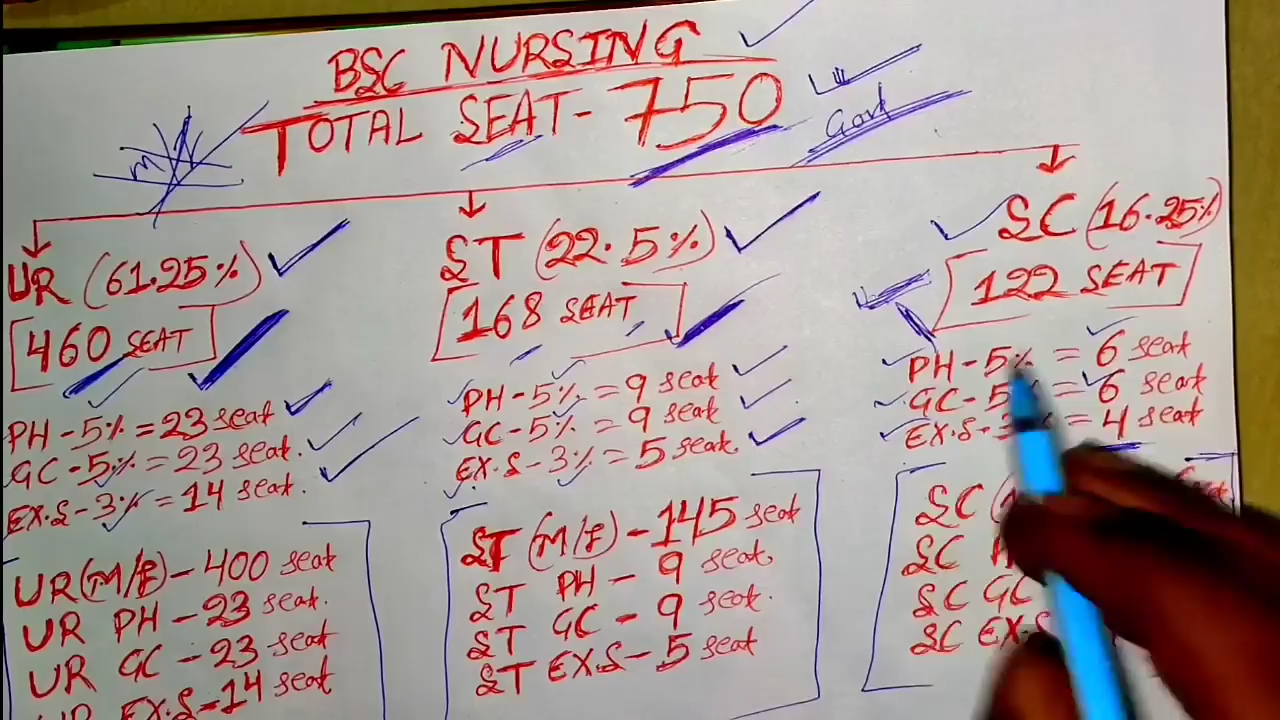 BSC NURSING
TOTAL SEAT- 750
Govt
UR (61.25%)
460 SEAT
PH - 5% = 23 seat
GC - 5% = 23 seat.
EX.S - 3% = 14 seat.
UR (M/F) - 400 seat
UR PH - 23 seat.
UR GC - 23 seat
UR EX.S - 14 seat
ST (22.5%)
168 SEAT
PH - 5% = 9 seat
GC - 5% = 9 seat
EX.S - 3% = 5 seat.
ST (M/F) - 145 seat
ST PH - 9 seat.
ST GC - 9 seat.
ST EX.S - 5 seat
SC (16.25%)
122 SEAT
PH - 5% = 6 seat
GC - 5% = 6 seat
EX.S - 3% = 4 seat
SC
SC
SC GC
SC EX.S